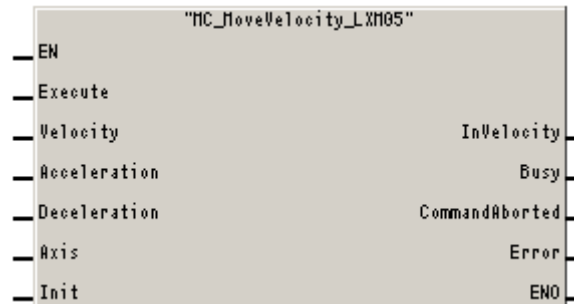 "MC_MoveVelocity_LXM05"
EN
Execute
Velocity InVelocity
Acceleration Busy
Deceleration CommandAborted
Axis Error
Init ENO